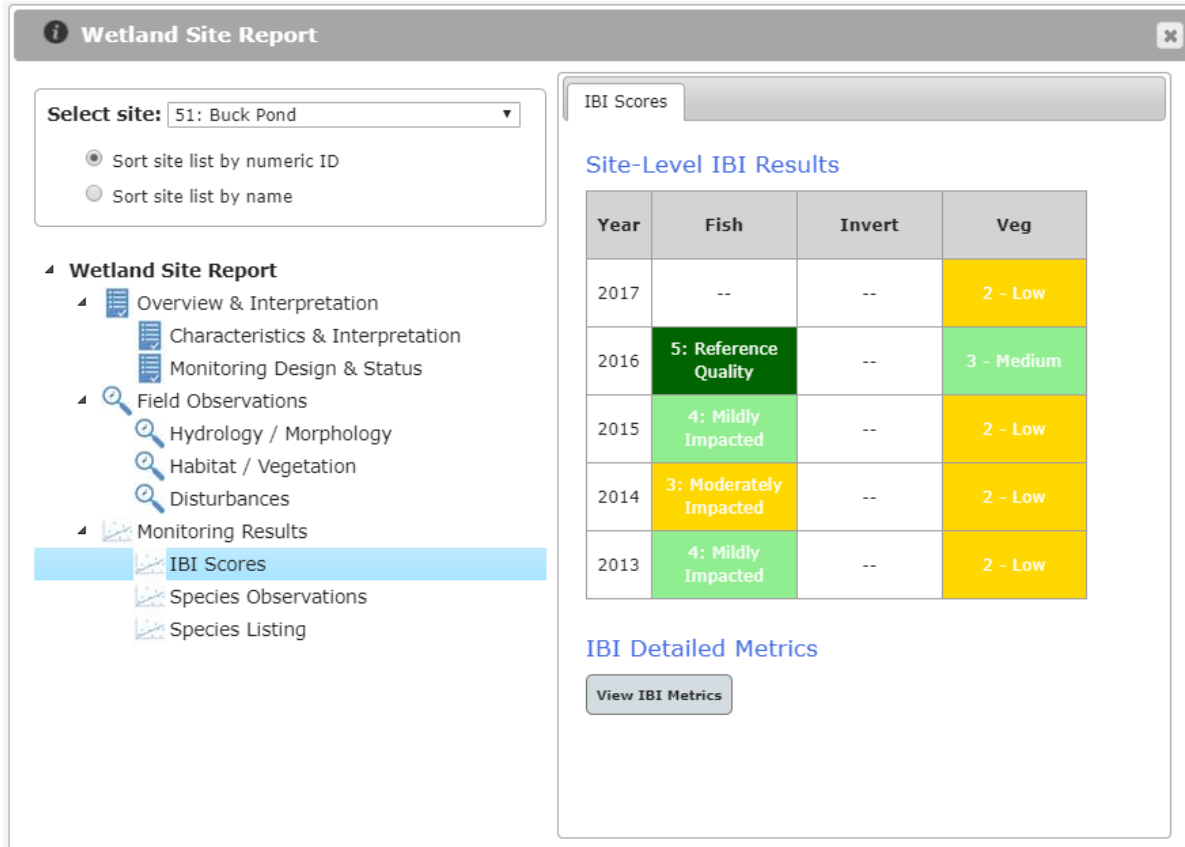 Wetland Site Report
Select site: 51: Buck Pond
Sort site list by numeric ID
Sort site list by name
Wetland Site Report
Overview & Interpretation
Characteristics & Interpretation
Monitoring Design & Status
Field Observations
Hydrology / Morphology
Habitat / Vegetation
Disturbances
Monitoring Results
IBI Scores
Species Observations
Species Listing
IBI Scores
Site-Level IBI Results
Year Fish Invert Veg
2017 -- -- 2 - Low
2016 5: Reference Quality -- 3 - Medium
2015 4: Mildly Impacted -- 2 - Low
2014 3: Moderately Impacted -- 2 - Low
2013 4: Mildly Impacted -- 2 - Low
IBI Detailed Metrics
View IBI Metrics